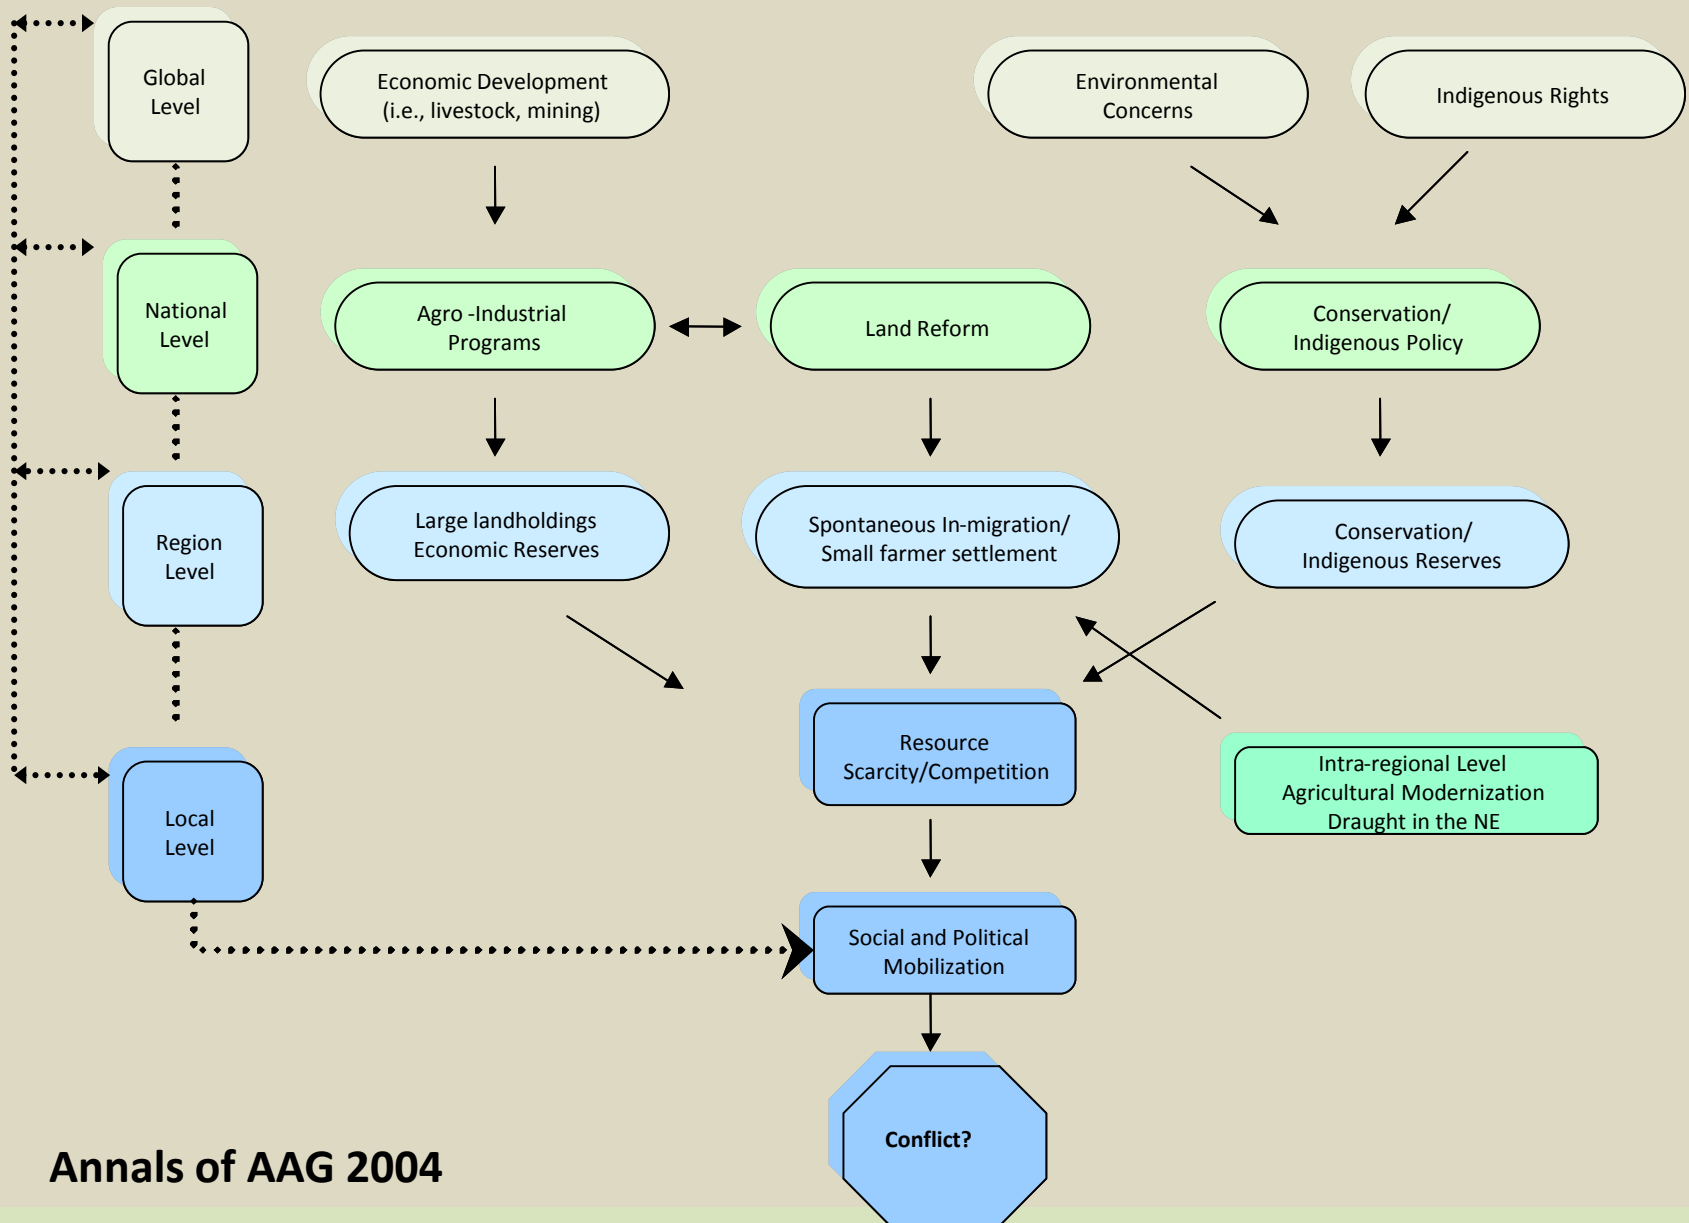 Global
Level
Economic Development
(i.e., livestock, mining)
Environmental
Concerns
Indigenous Rights
National
Level
Agro -Industrial
Programs
Land Reform
Conservation/
Indigenous Policy
Region
Level
Large landholdings
Economic Reserves
Spontaneous In-migration/
Small farmer settlement
Conservation/
Indigenous Reserves
Resource
Scarcity/Competition
Intra-regional Level
Agricultural Modernization
Draught in the NE
Local
Level
Social and Political
Mobilization
Conflict?
Annals of AAG 2004